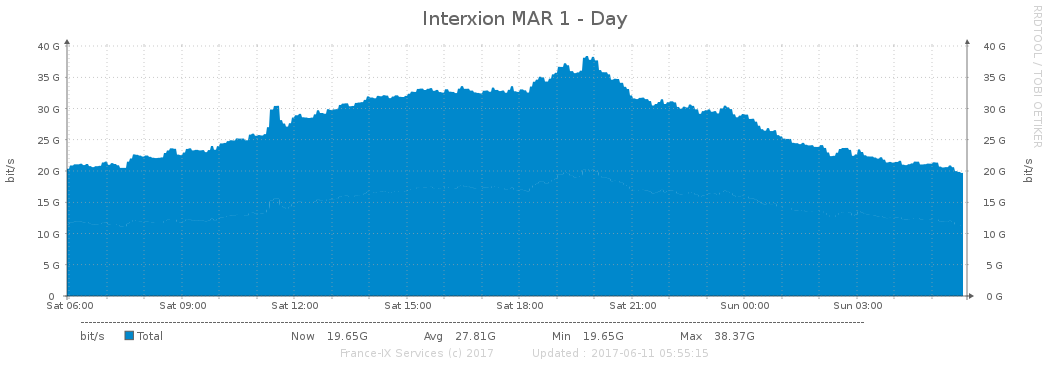 Interxion MAR 1 - Day
RRDTOOL / TOBI OETIKER
40 G 40 G
35 G 35 G
30 G 30 G
25 G 25 G
20 G 20 G
15 G 15 G
10 G 10 G
5 G 5 G
0 0 G
bit/s bit/s
Sat 06:00 Sat 09:00 Sat 12:00 Sat 15:00 Sat 18:00 Sat 21:00 Sun 00:00 Sun 03:00
bit/s Total Now 19.65G Avg 27.81G Min 19.65G Max 38.37G
France-IX Services (c) 2017 Updated : 2017-06-11 05:55:15